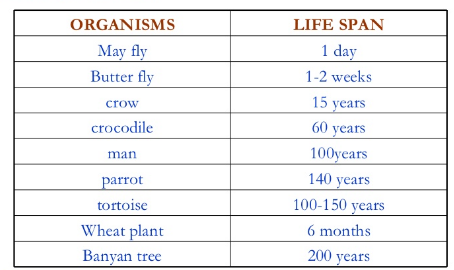 ORGANISMS LIFE SPAN
May fly 1 day
Butter fly 1-2 weeks
crow 15 years
crocodile 60 years
man 100years
parrot 140 years
tortoise 100-150 years
Wheat plant 6 months
Banyan tree 200 years